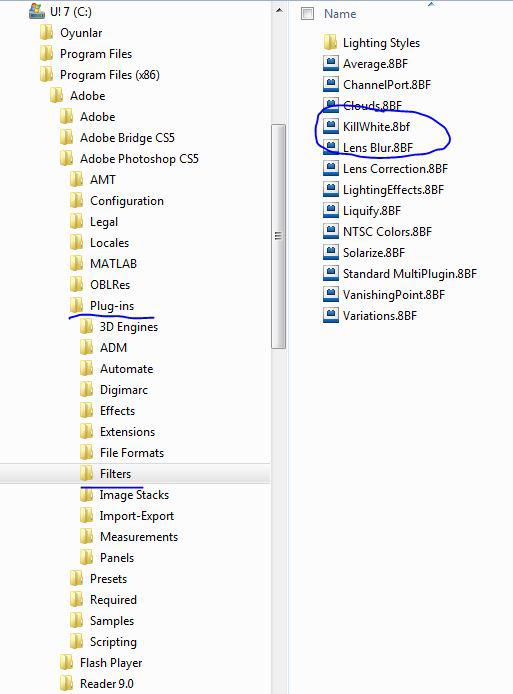 U! 7 (C:)
Oyunlar
Program Files
Program Files (x86)
Adobe
Adobe
Adobe Bridge CS5
Adobe Photoshop CS5
AMT
Configuration
Legal
Locales
MATLAB
OBLRes
Plug-ins
3D Engines
ADM
Automate
Digimarc
Effects
Extensions
File Formats
Filters
Image Stacks
Import-Export
Measurements
Panels
Presets
Required
Samples
Scripting
Flash Player
Reader 9.0
Name
Lighting Styles
Average.8BF
ChannelPort.8BF
Clouds.8BF
KillWhite.8bf
Lens Blur.8BF
Lens Correction.8BF
LightingEffects.8BF
Liquify.8BF
NTSC Colors.8BF
Solarize.8BF
Standard MultiPlugin.8BF
VanishingPoint.8BF
Variations.8BF